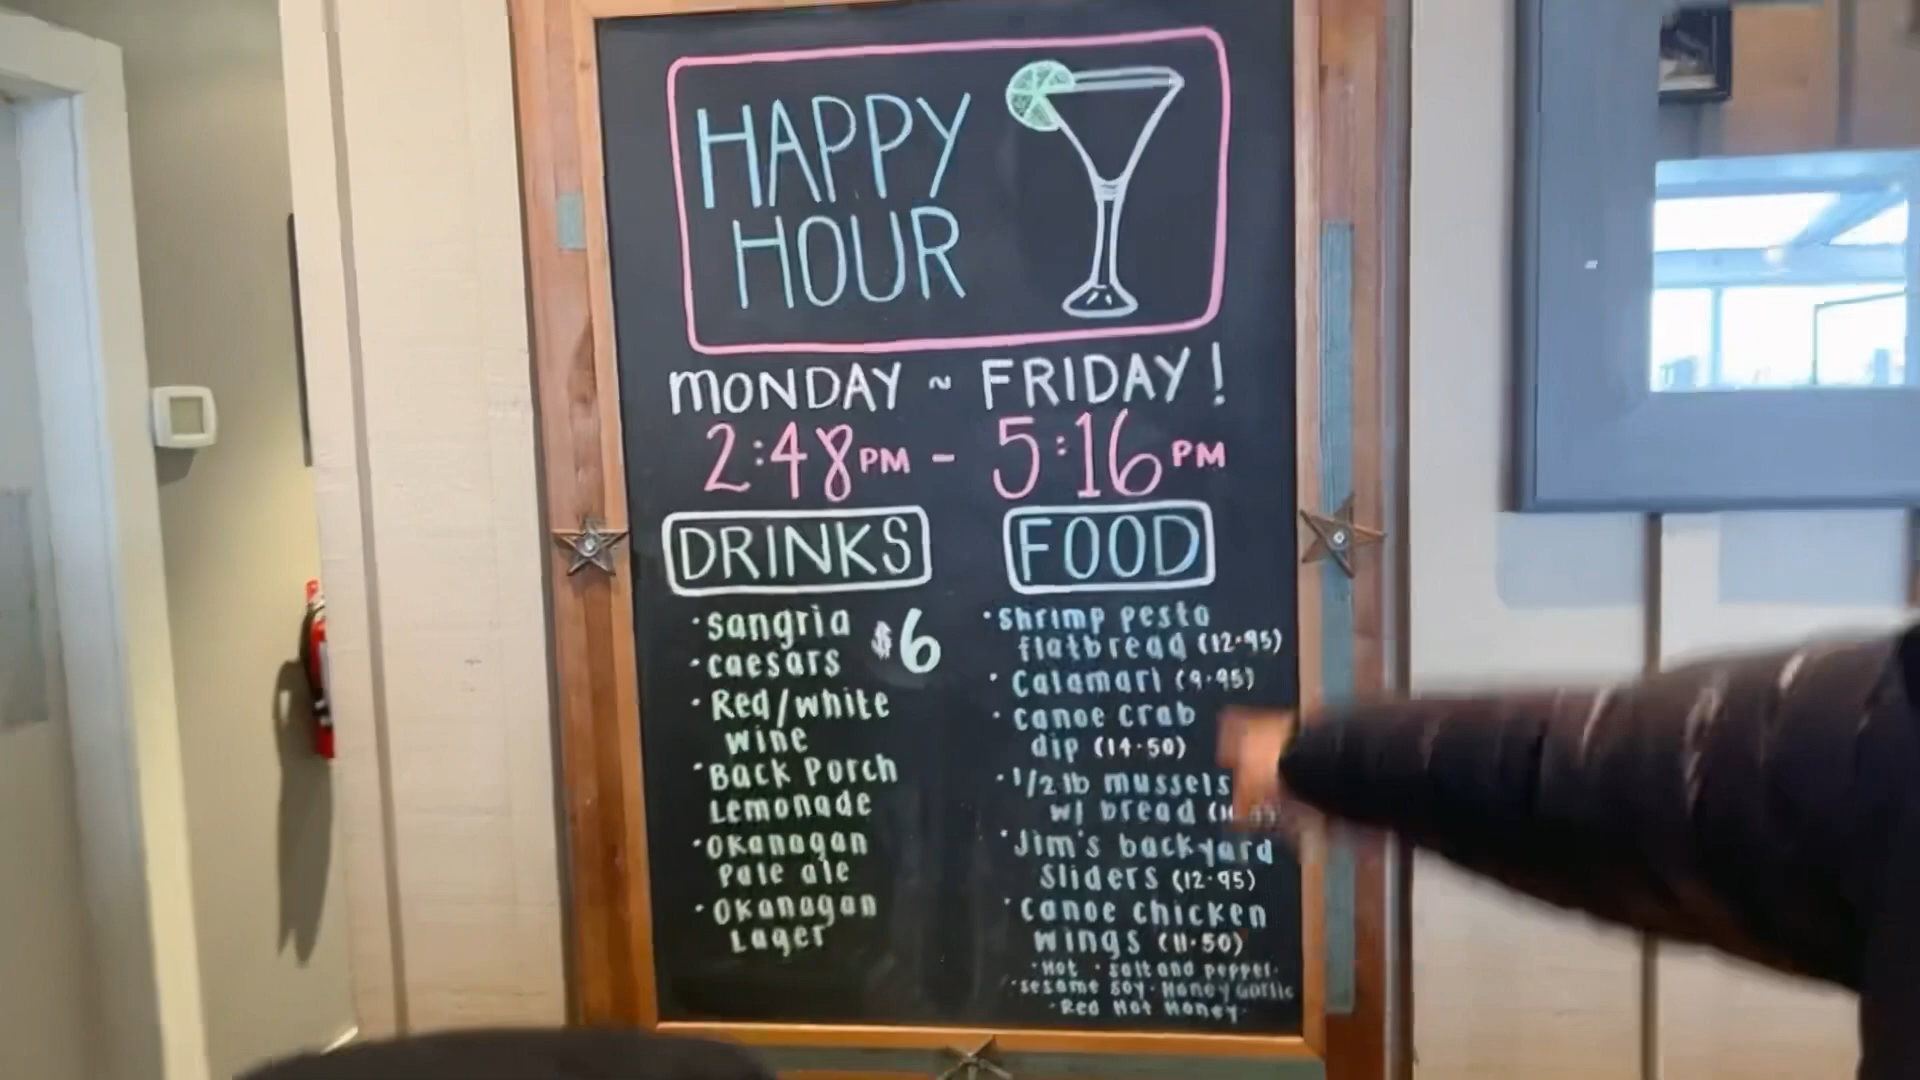 HAPPY
HOUR
MONDAY ~ FRIDAY!
2:48PM - 5:16PM
DRINKS
· sangria $6
· caesars
· Red/white
wine
· Back Porch
Lemonade
· Okanagan
Pale ale
· Okanagan
Lager
FOOD
· Shrimp pesto
flatbread (12.95)
· Calamari (9.95)
· canoe crab
dip (14.50)
· 1/2 lb mussels
w/ bread
· Jim's backyard
Sliders (12.95)
· canoe chicken
wings (11.50)
· Hot · salt and pepper·
· sesame soy · Honey Garlic
· Red Hot Honey·